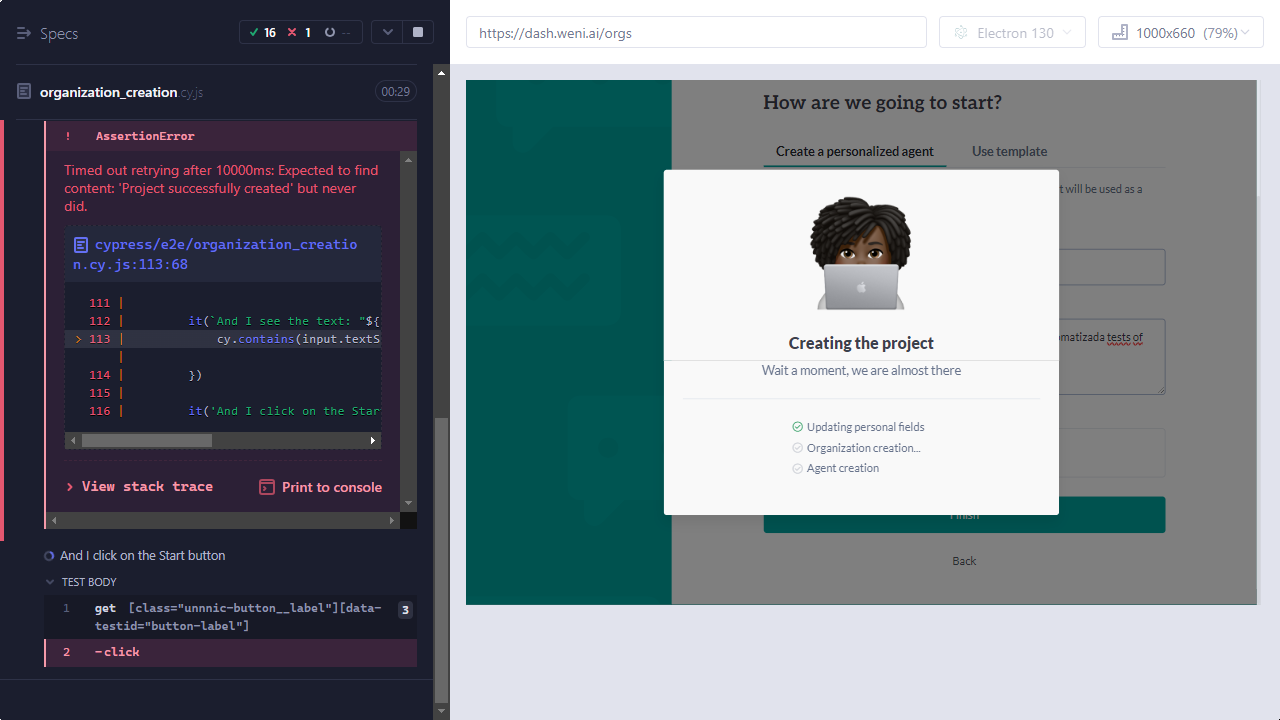 Specs
16
1
--
https://dash.weni.ai/orgs
Electron 130
1000x660 (79%)
organization_creation.cy.js
00:29
!
AssertionError
Timed out retrying after 10000ms: Expected to find
content: 'Project successfully created' but never
did.
cypress/e2e/organization_creatio
n.cy.js:113:68
111 |
112 | it(`And I see the text: "${
> 113 | cy.contains(input.textS
|
114 | })
115 |
116 | it('And I click on the Star
View stack trace
Print to console
And I click on the Start button
TEST BODY
1 get [class="unnnic-button__label"][data-
testid="button-label"]
3
2 -click
How are we going to start?
Create a personalized agent
Use template
t will be used as a
matizada tests of
Creating the project
Wait a moment, we are almost there
Updating personal fields
Organization creation...
Agent creation
Finish
Back